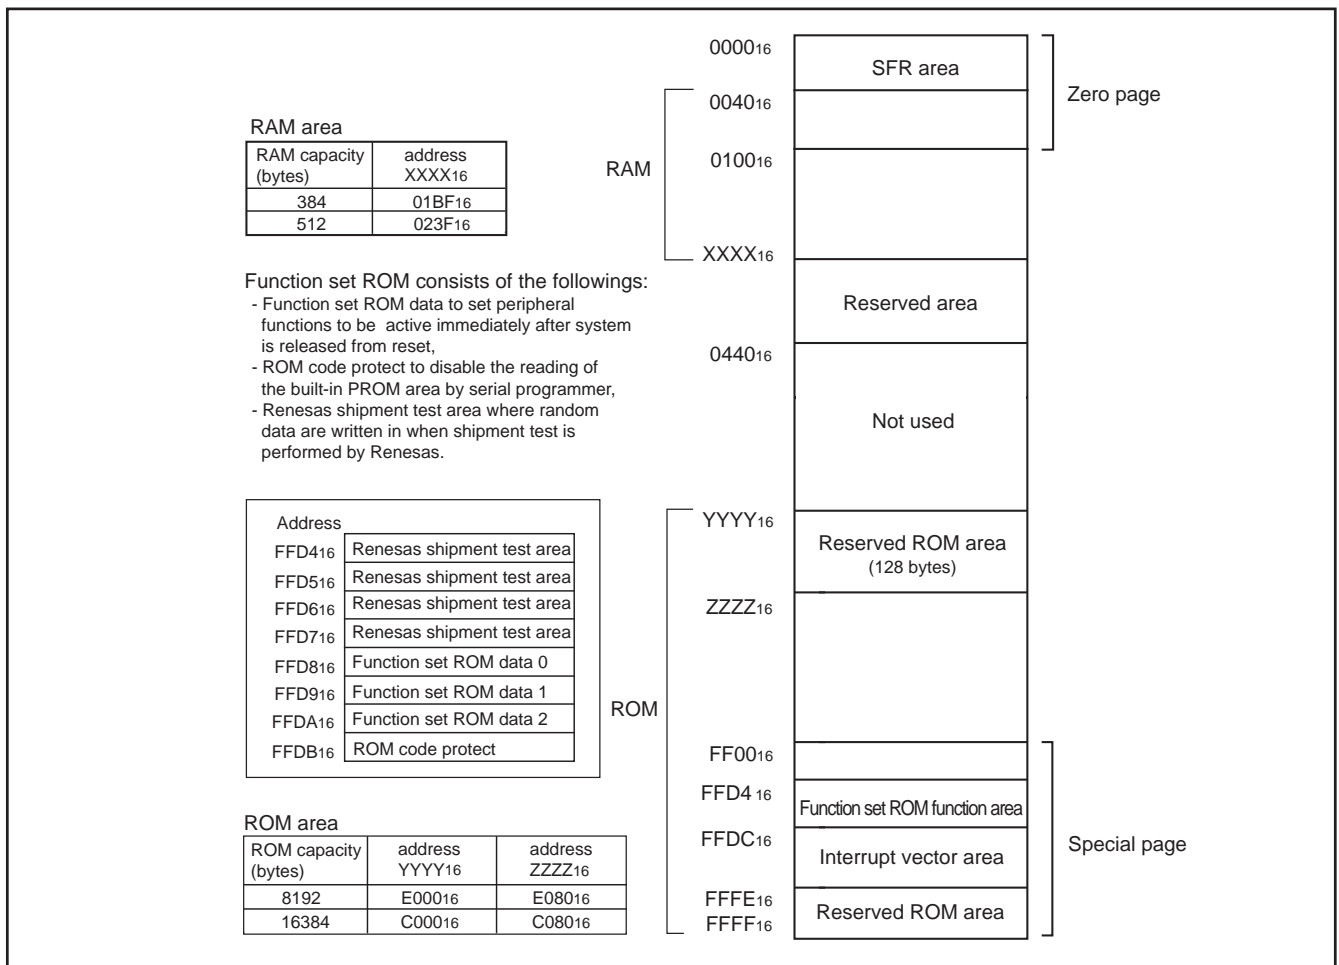 RAM area
RAM capacity (bytes) address XXXX16
384 01BF16
512 023F16
Function set ROM consists of the followings:
- Function set ROM data to set peripheral
functions to be active immediately after system
is released from reset,
- ROM code protect to disable the reading of
the built-in PROM area by serial programmer,
- Renesas shipment test area where random
data are written in when shipment test is
performed by Renesas.
Address
FFD416 Renesas shipment test area
FFD516 Renesas shipment test area
FFD616 Renesas shipment test area
FFD716 Renesas shipment test area
FFD816 Function set ROM data 0
FFD916 Function set ROM data 1
FFDA16 Function set ROM data 2
FFDB16 ROM code protect
ROM area
ROM capacity (bytes) address YYYY16 address ZZZZ16
8192 E00016 E08016
16384 C00016 C08016
RAM
ROM
000016
SFR area
004016
010016
XXXX16
Reserved area
044016
Not used
YYYY16
Reserved ROM area
(128 bytes)
ZZZZ16
FF0016
FFD4 16
Function set ROM function area
FFDC16
Interrupt vector area
FFFE16
Reserved ROM area
FFFF16
Zero page
Special page